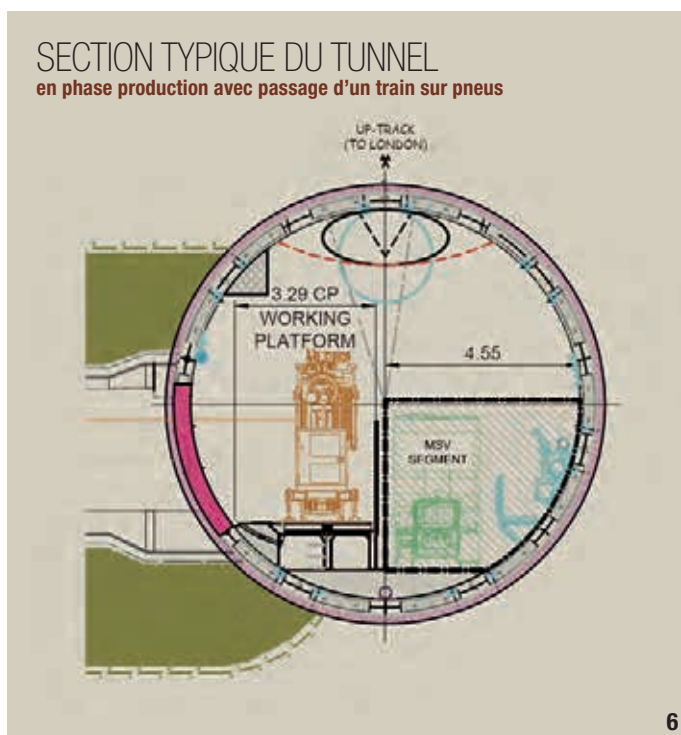 SECTION TYPIQUE DU TUNNEL
en phase production avec passage d'un train sur pneus
UP-TRACK
(TO LONDON)
3.29 CP
WORKING
PLATFORM
4.55
MSV
SEGMENT
6